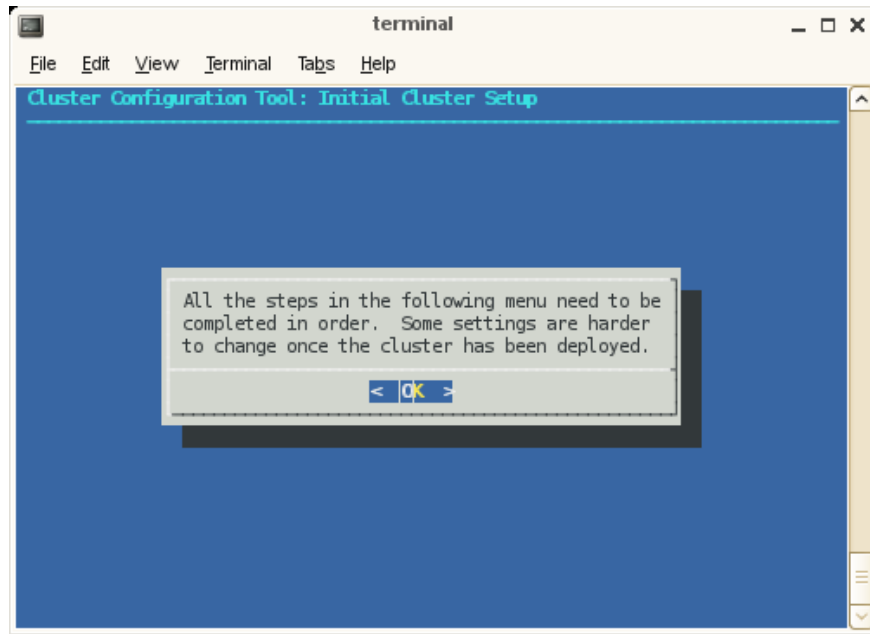 terminal
File Edit View Terminal Tabs Help
Cluster Configuration Tool: Initial Cluster Setup
All the steps in the following menu need to be
completed in order.  Some settings are harder
to change once the cluster has been deployed.
< OK >